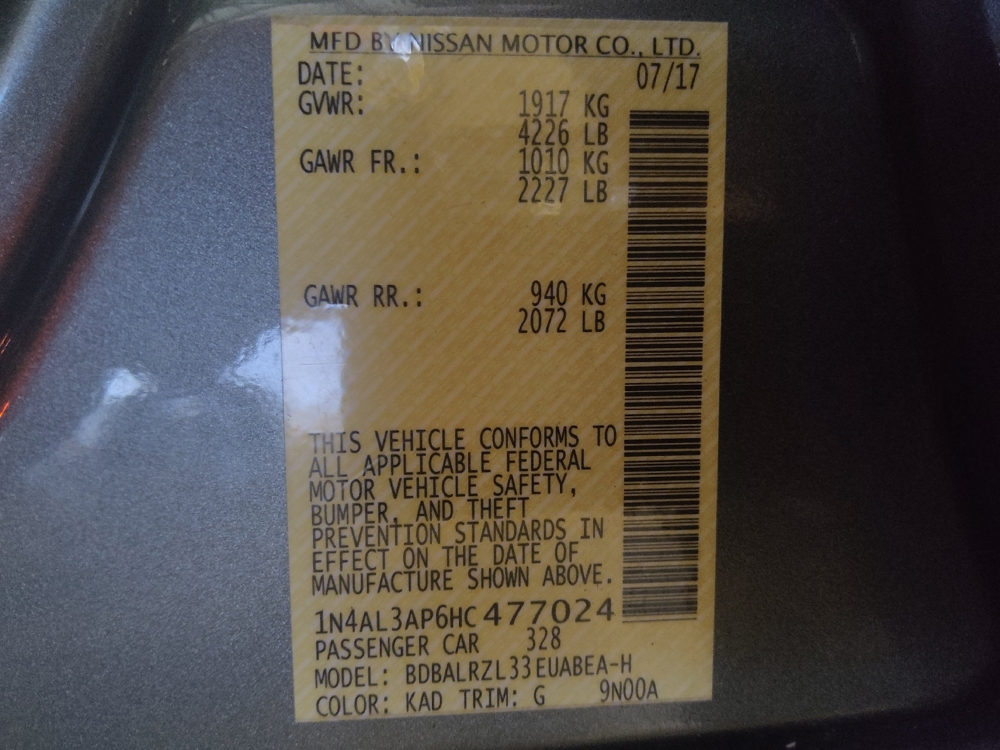 MFD BY NISSAN MOTOR CO., LTD.
DATE: 07/17
GVWR: 1917 KG
4226 LB
GAWR FR.: 1010 KG
2227 LB
GAWR RR.: 940 KG
2072 LB
THIS VEHICLE CONFORMS TO
ALL APPLICABLE FEDERAL
MOTOR VEHICLE SAFETY,
BUMPER, AND THEFT
PREVENTION STANDARDS IN
EFFECT ON THE DATE OF
MANUFACTURE SHOWN ABOVE.
1N4AL3AP6HC477024
PASSENGER CAR 328
MODEL: BDBALRZL33EUABEA-H
COLOR: KAD TRIM: G 9N00A